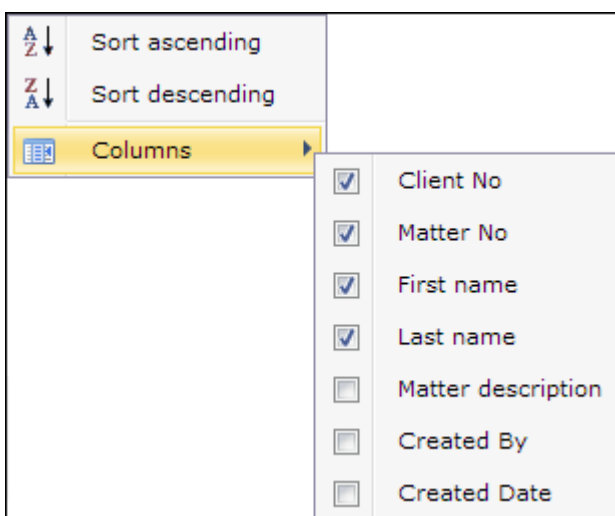 Sort ascending
Sort descending
Columns
Client No
Matter No
First name
Last name
Matter description
Created By
Created Date